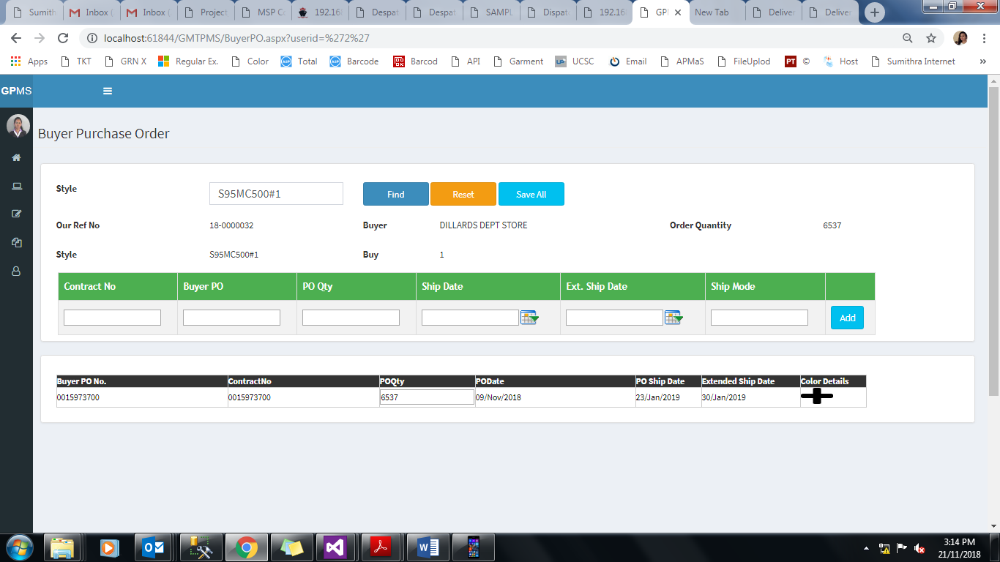 Sumith
Inbox (
Inbox (
Project
MSP Co
192.168
Despat
Despat
SAMPL
Dispat
192.168
GP
New Tab
Deliver
Deliver
localhost:61844/GMTPMS/BuyerPO.aspx?userid=%272%27
Apps TKT GRN X Regular Ex. Color Total Barcode Barcod API Garment UCSC Email APMaS FileUplod PT © Host Sumithra Internet »
GPMS
Buyer Purchase Order
Style S95MC500#1 Find Reset Save All
Our Ref No 18-0000032 Buyer DILLARDS DEPT STORE Order Quantity 6537
Style S95MC500#1 Buy 1
Contract No Buyer PO PO Qty Ship Date Ext. Ship Date Ship Mode
Add
Buyer PO No. ContractNo POQty PODate PO Ship Date Extended Ship Date Color Details
0015973700 0015973700 6537 09/Nov/2018 23/Jan/2019 30/Jan/2019
3:14 PM
21/11/2018